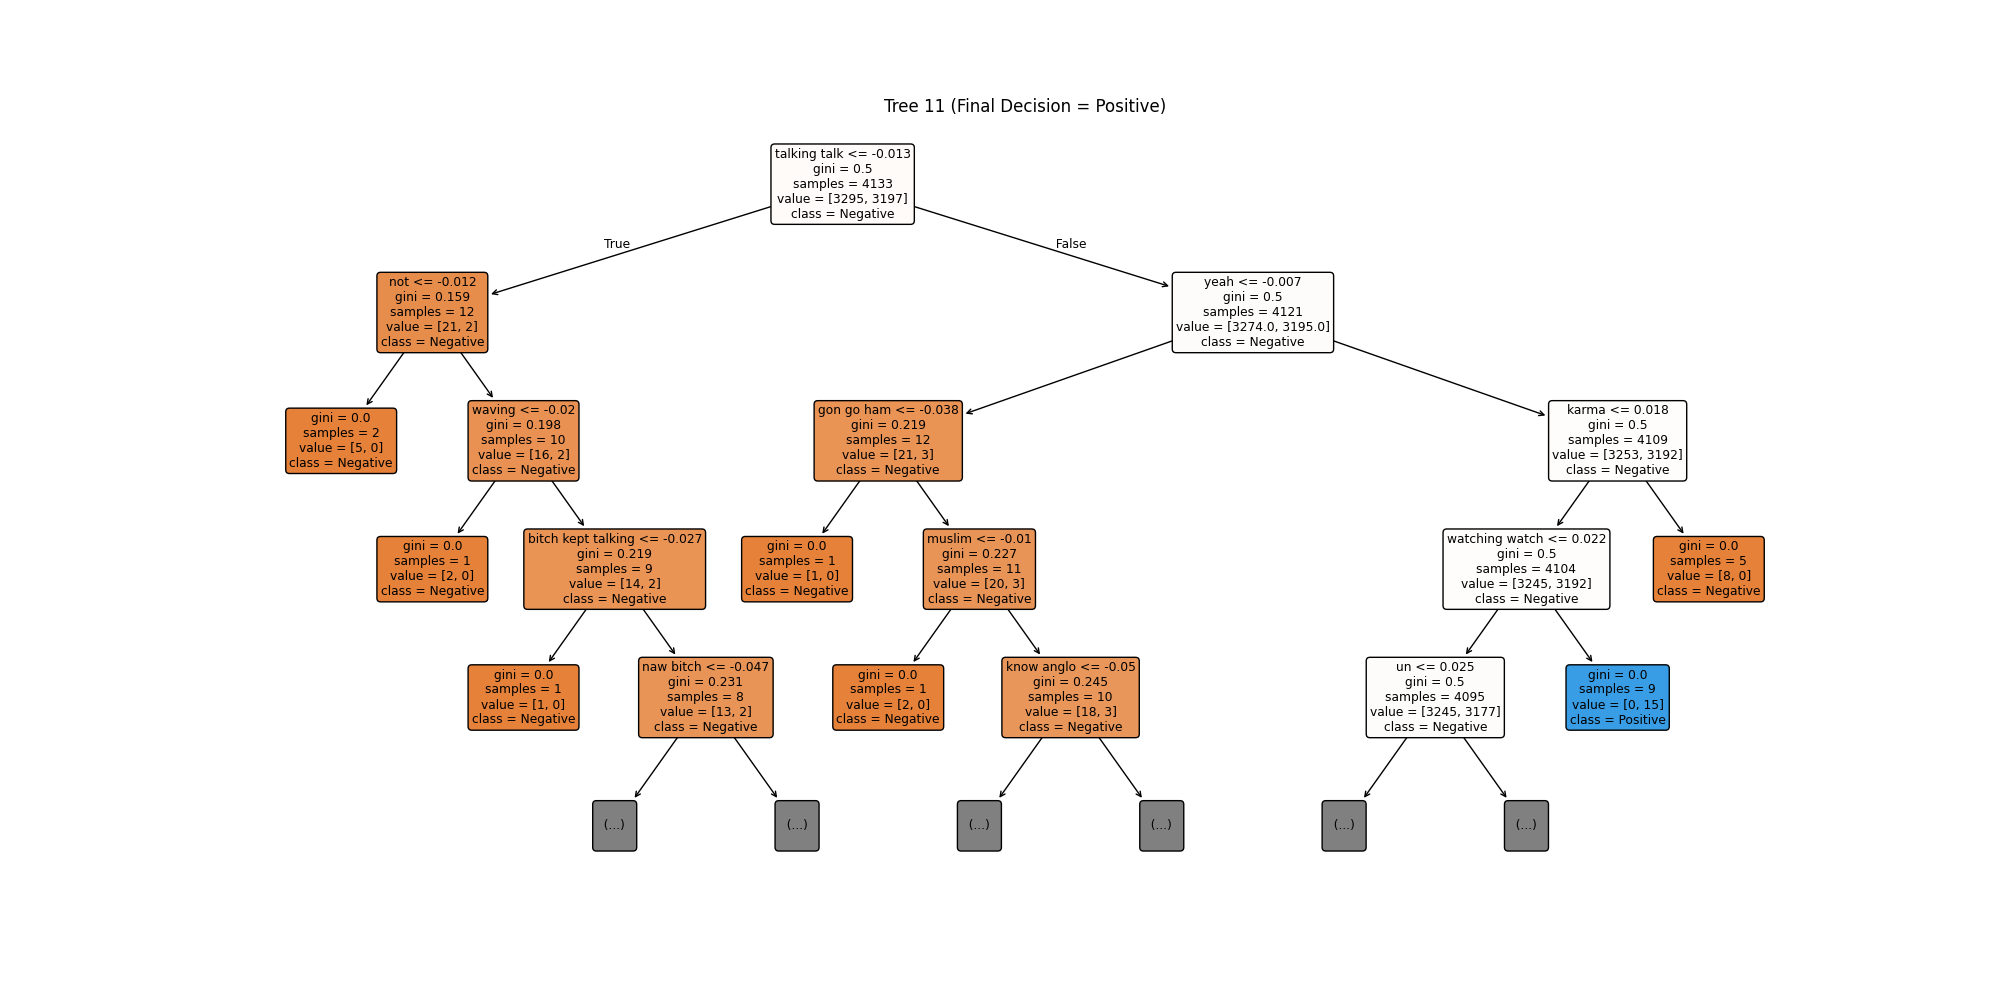 Tree 11 (Final Decision = Positive)
talking talk <= -0.013
gini = 0.5
samples = 4133
value = [3295, 3197]
class = Negative
True
False
not <= -0.012
gini = 0.159
samples = 12
value = [21, 2]
class = Negative
yeah <= -0.007
gini = 0.5
samples = 4121
value = [3274.0, 3195.0]
class = Negative
gini = 0.0
samples = 2
value = [5, 0]
class = Negative
waving <= -0.02
gini = 0.198
samples = 10
value = [16, 2]
class = Negative
gon go ham <= -0.038
gini = 0.219
samples = 12
value = [21, 3]
class = Negative
karma <= 0.018
gini = 0.5
samples = 4109
value = [3253, 3192]
class = Negative
gini = 0.0
samples = 1
value = [2, 0]
class = Negative
bitch kept talking <= -0.027
gini = 0.219
samples = 9
value = [14, 2]
class = Negative
gini = 0.0
samples = 1
value = [1, 0]
class = Negative
muslim <= -0.01
gini = 0.227
samples = 11
value = [20, 3]
class = Negative
watching watch <= 0.022
gini = 0.5
samples = 4104
value = [3245, 3192]
class = Negative
gini = 0.0
samples = 5
value = [8, 0]
class = Negative
gini = 0.0
samples = 1
value = [1, 0]
class = Negative
naw bitch <= -0.047
gini = 0.231
samples = 8
value = [13, 2]
class = Negative
gini = 0.0
samples = 1
value = [2, 0]
class = Negative
know anglo <= -0.05
gini = 0.245
samples = 10
value = [18, 3]
class = Negative
un <= 0.025
gini = 0.5
samples = 4095
value = [3245, 3177]
class = Negative
gini = 0.0
samples = 9
value = [0, 15]
class = Positive
(...)
(...)
(...)
(...)
(...)
(...)